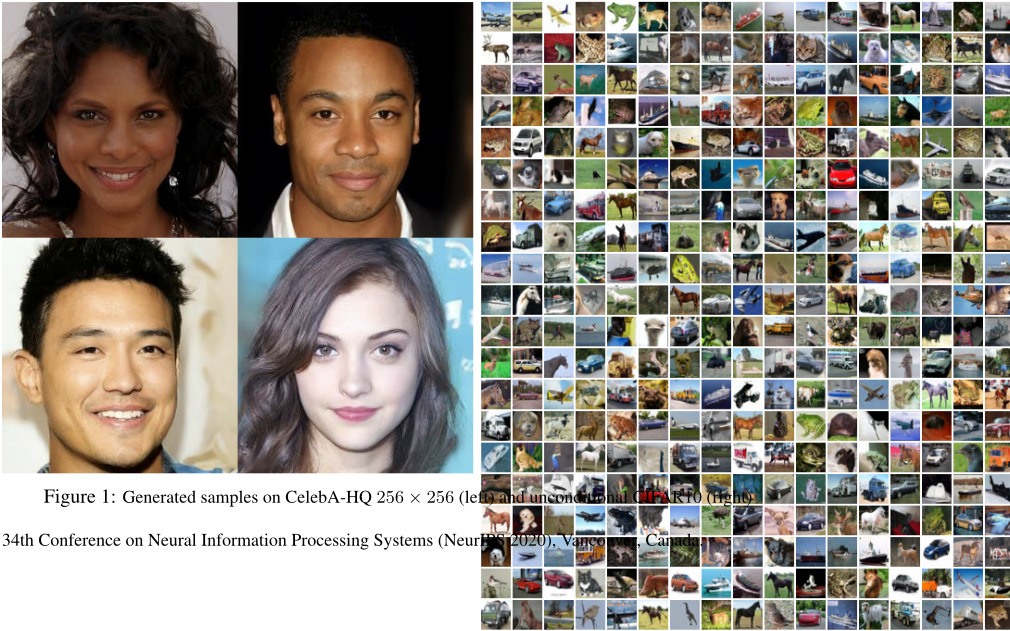 Figure 1: Generated samples on CelebA-HQ 256 × 256 (left) and unconditional CIFAR10 (right)
34th Conference on Neural Information Processing Systems (NeurIPS 2020), Vancouver, Canada.